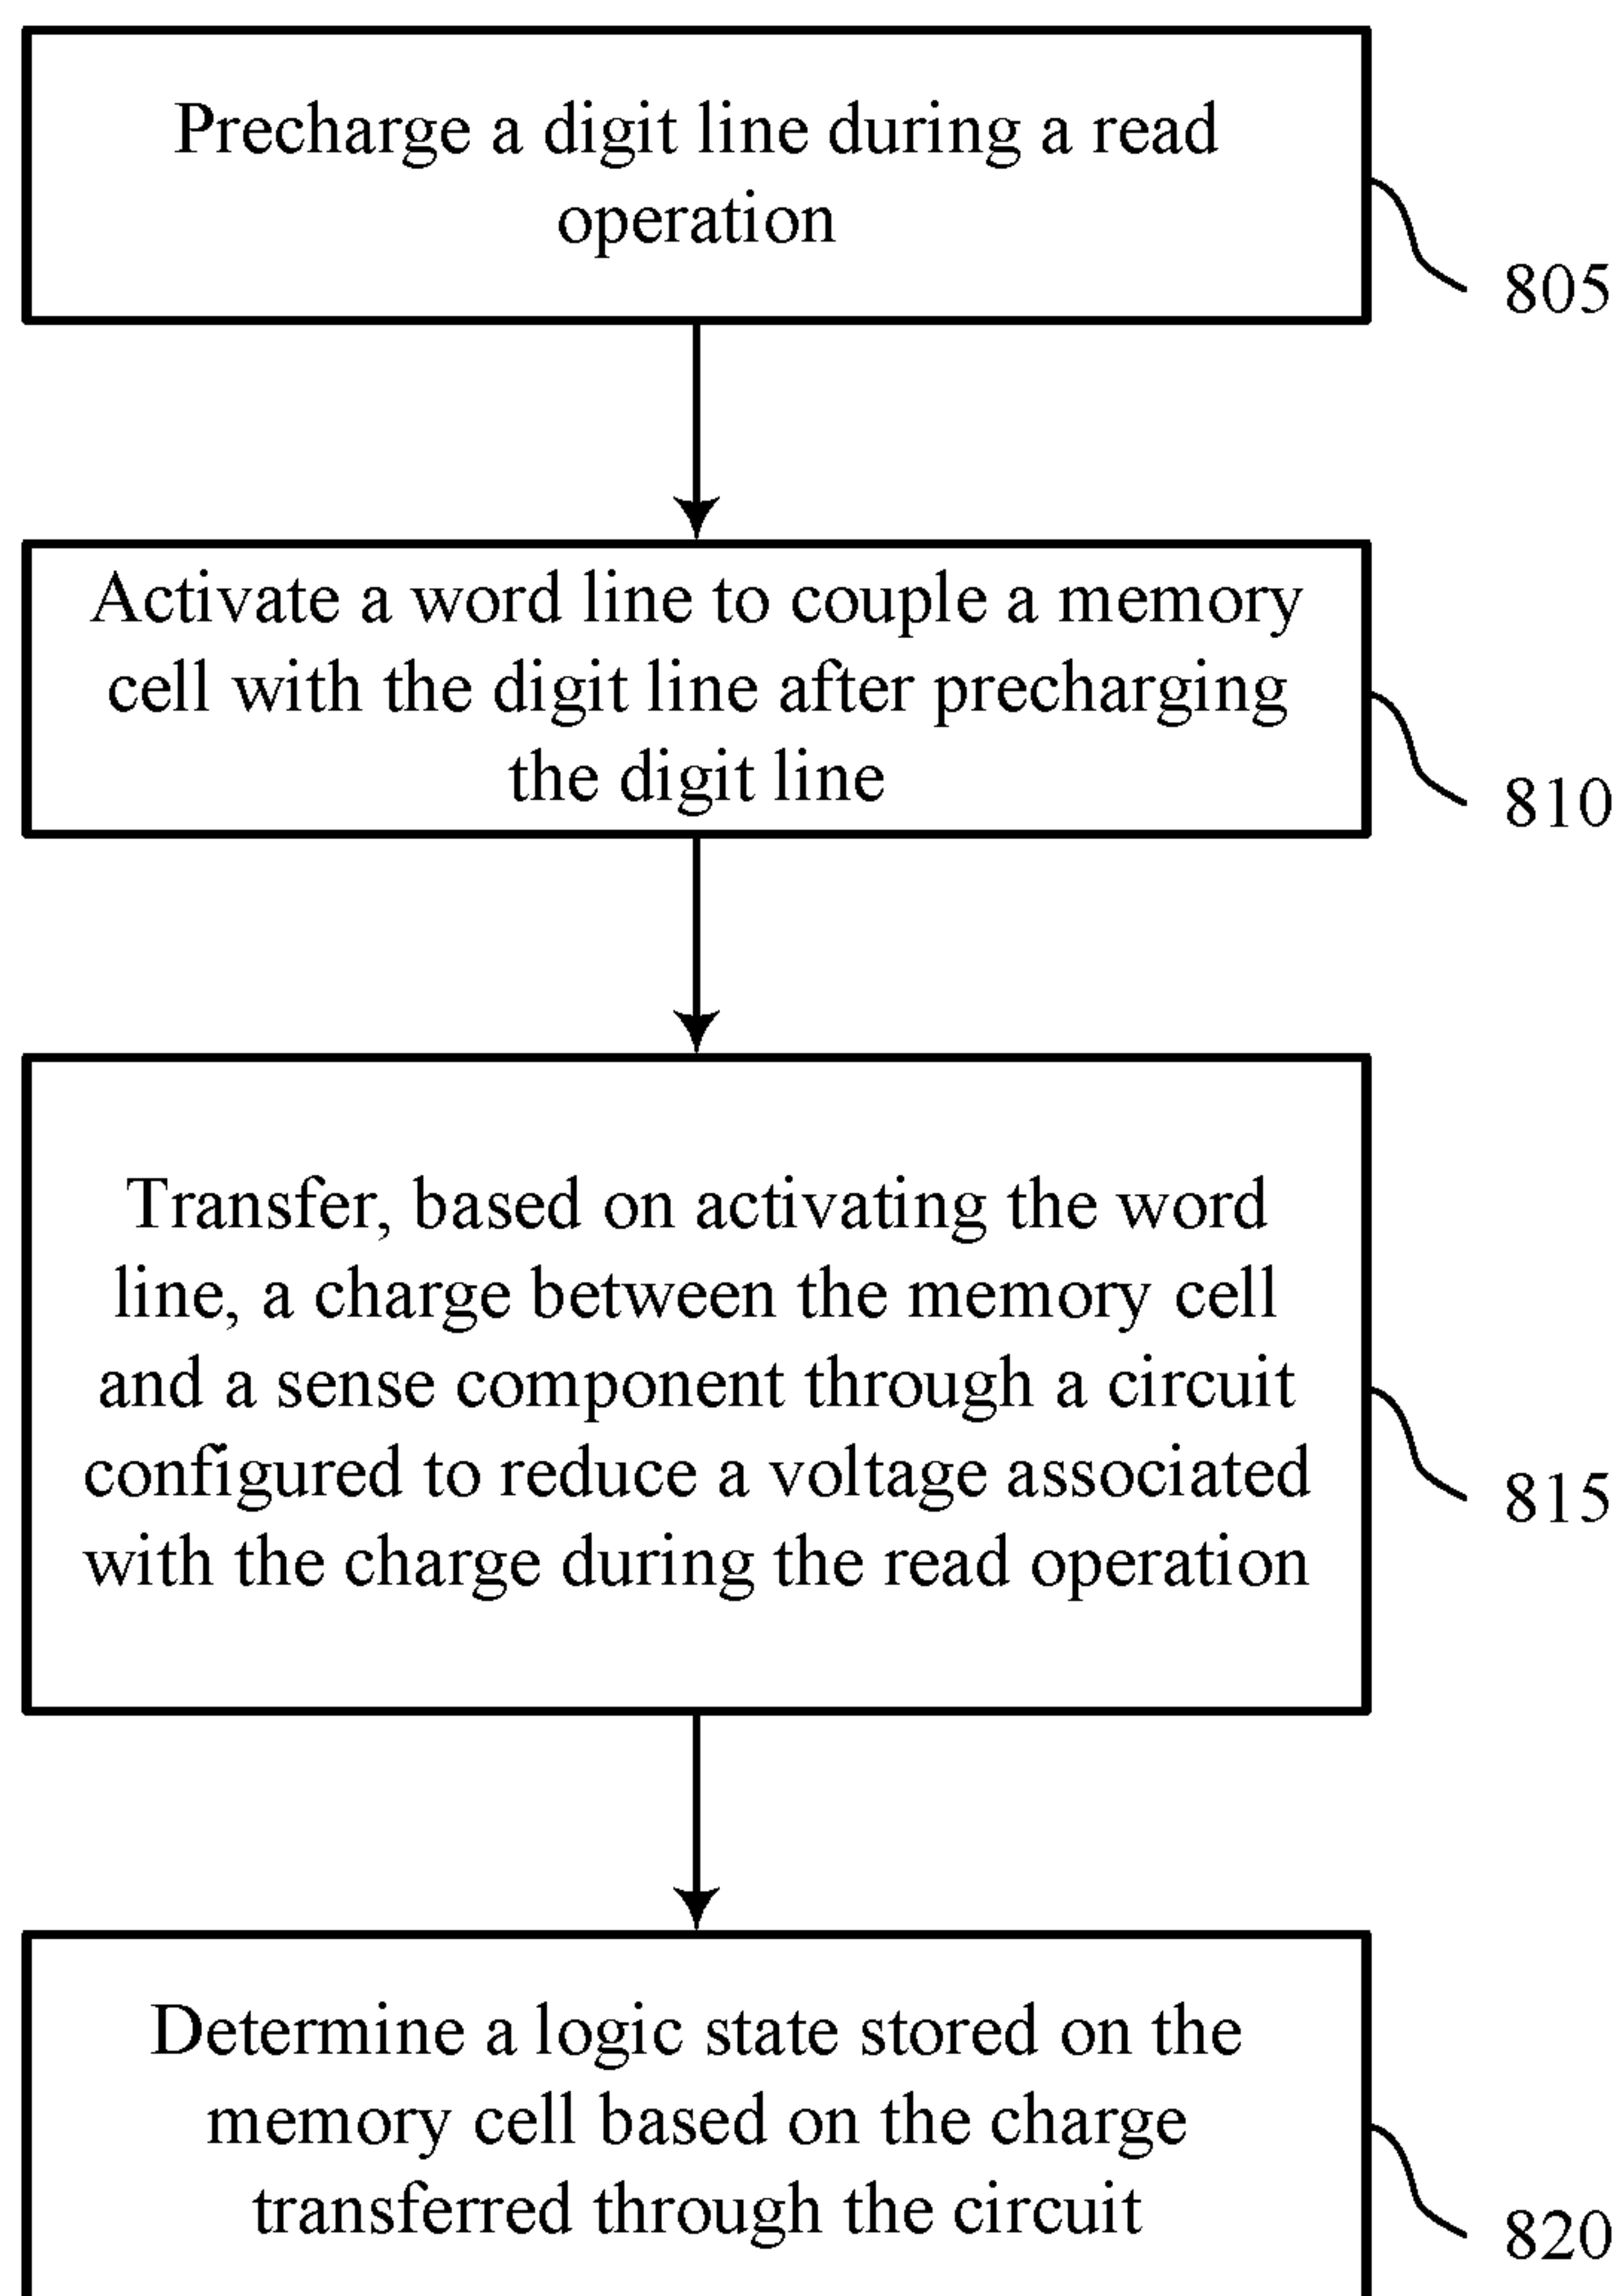 Precharge a digit line during a read
operation
805
Activate a word line to couple a memory
cell with the digit line after precharging
the digit line
810
Transfer, based on activating the word
line, a charge between the memory cell
and a sense component through a circuit
configured to reduce a voltage associated
with the charge during the read operation
815
Determine a logic state stored on the
memory cell based on the charge
transferred through the circuit
820